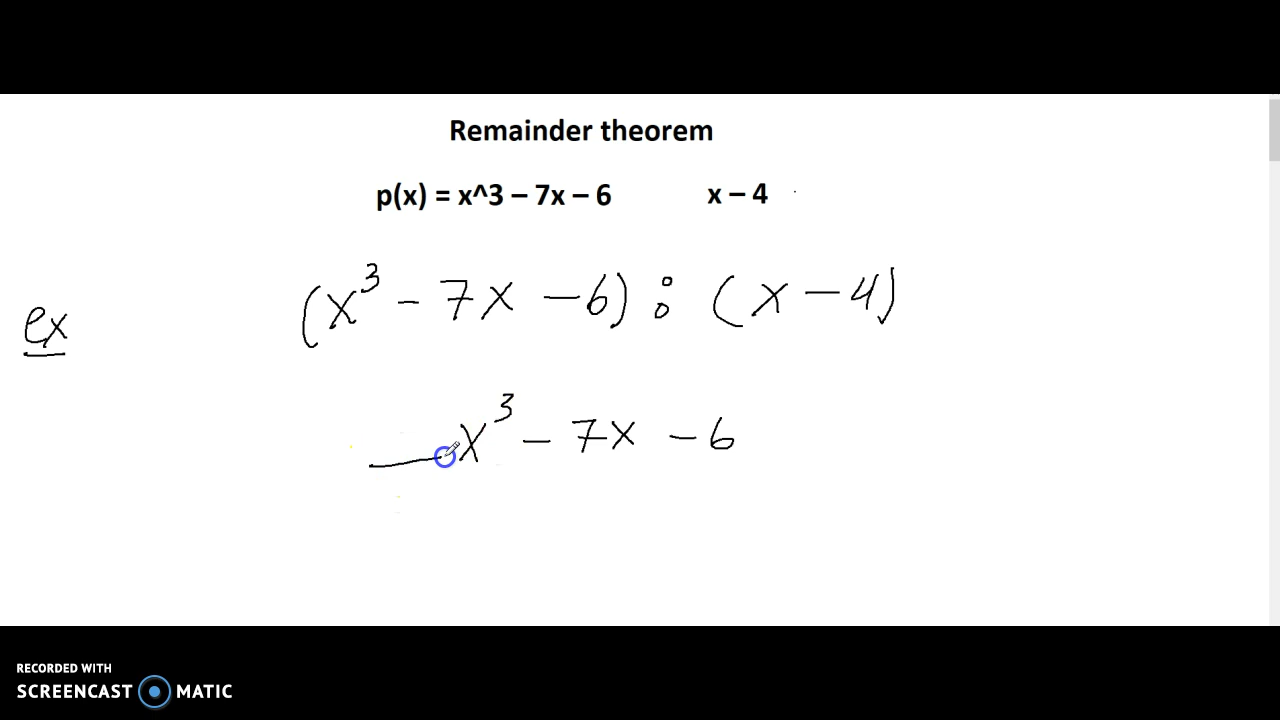 Remainder theorem
p(x) = x^3 – 7x – 6 x – 4
(x³ - 7x - 6) : (x - 4)
ex
x³ - 7x - 6
RECORDED WITH
SCREENCAST MATIC